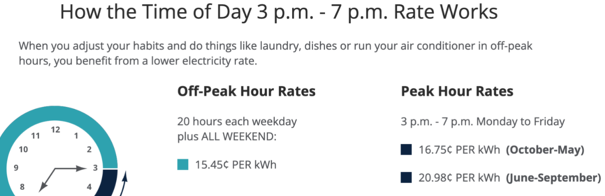 How the Time of Day 3 p.m. - 7 p.m. Rate Works
When you adjust your habits and do things like laundry, dishes or run your air conditioner in off-peak
hours, you benefit from a lower electricity rate.
Off-Peak Hour Rates
20 hours each weekday
plus ALL WEEKEND:
15.45¢ PER kWh
Peak Hour Rates
3 p.m. - 7 p.m. Monday to Friday
16.75¢ PER kWh (October-May)
20.98¢ PER kWh (June-September)
12
11 1
10 2
9 3
8 4